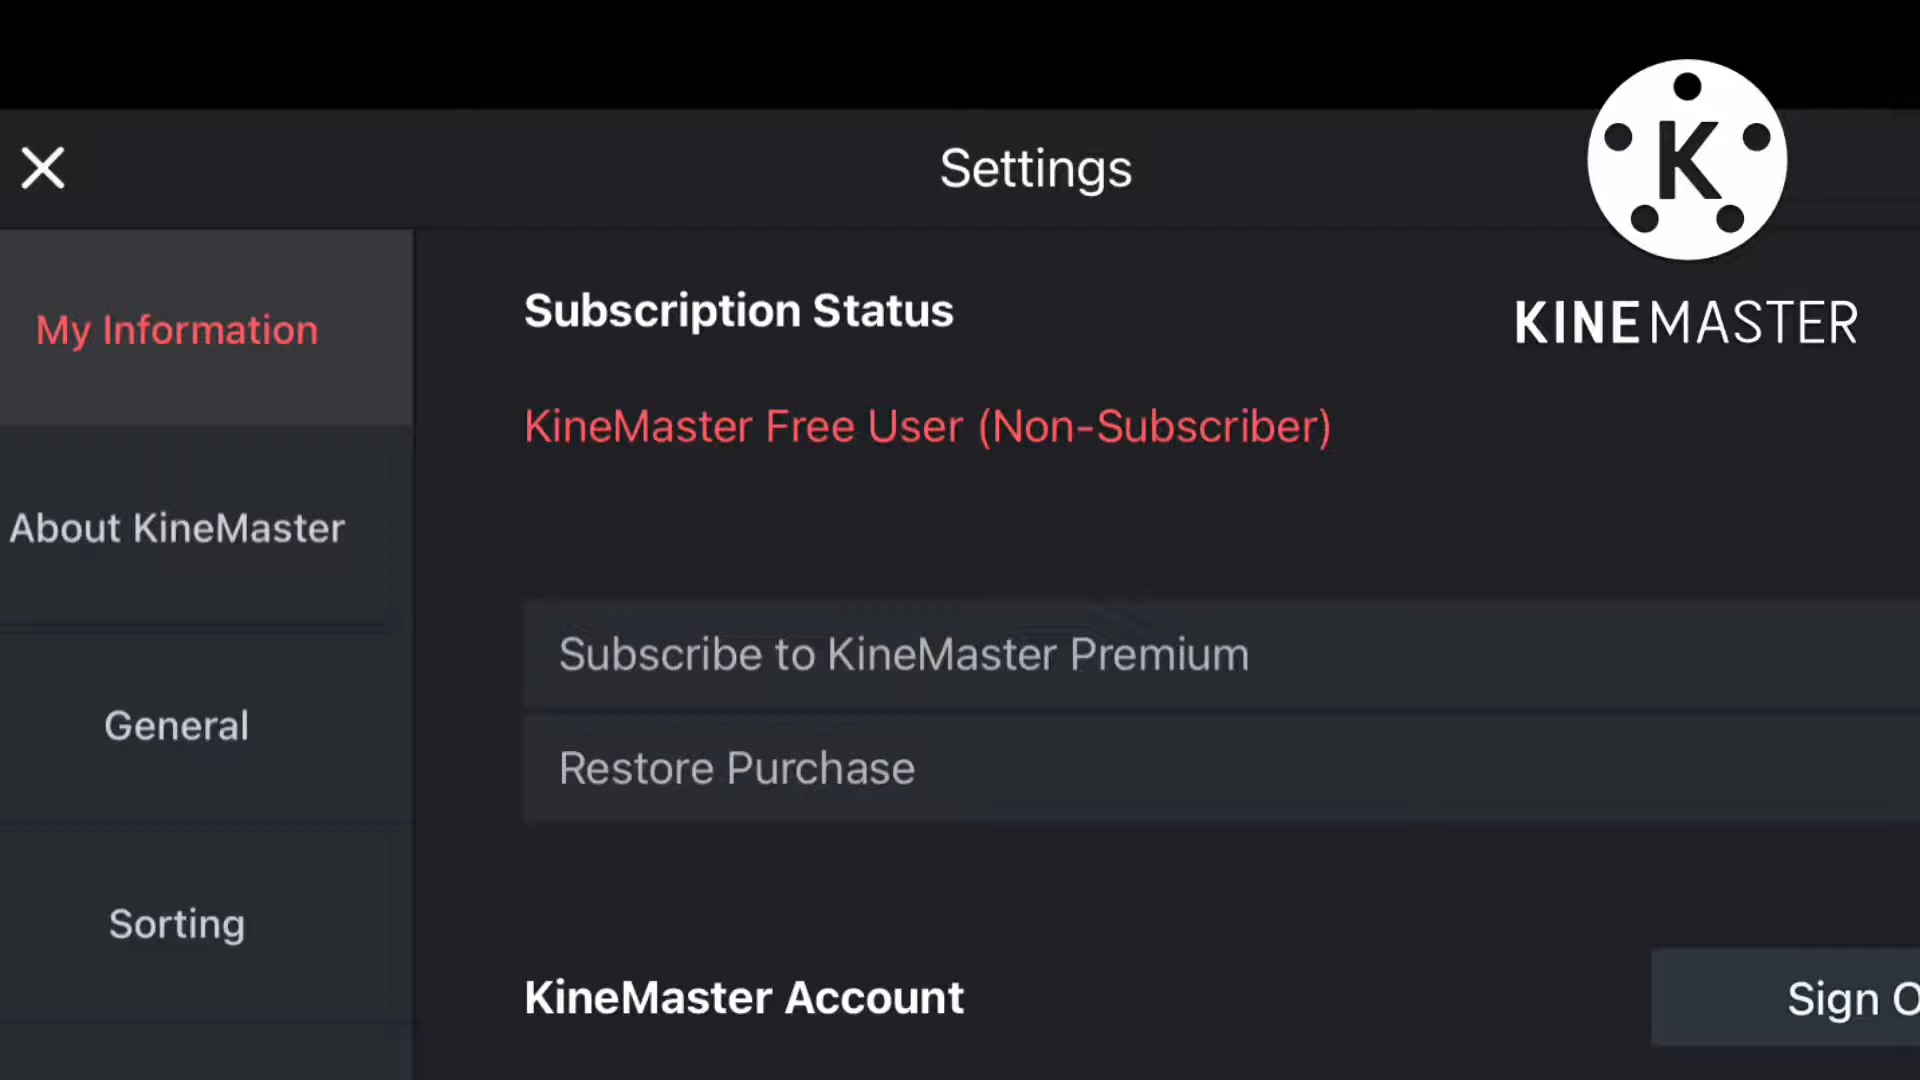 Settings
K
KINEMASTER
My Information
Subscription Status
KineMaster Free User (Non-Subscriber)
About KineMaster
Subscribe to KineMaster Premium
General
Restore Purchase
Sorting
KineMaster Account
Sign O